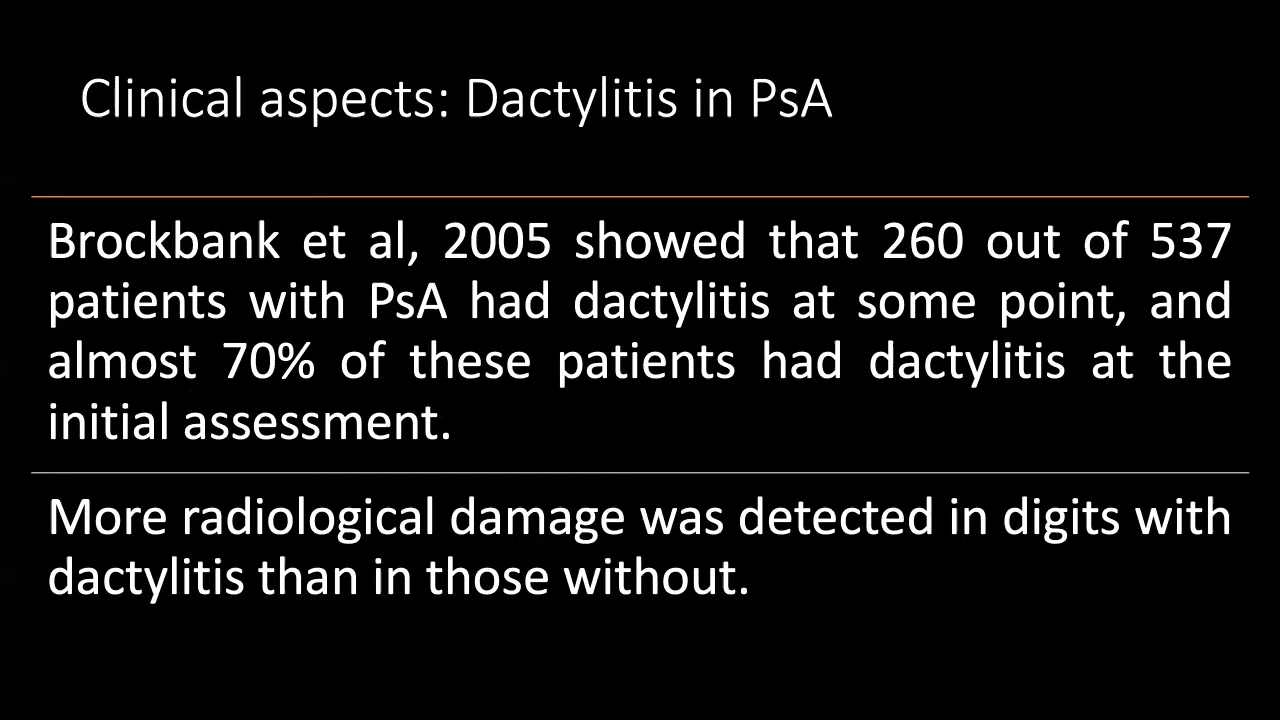 Clinical aspects: Dactylitis in PsA
Brockbank et al, 2005 showed that 260 out of 537
patients with PsA had dactylitis at some point, and
almost 70% of these patients had dactylitis at the
initial assessment.
More radiological damage was detected in digits with
dactylitis than in those without.